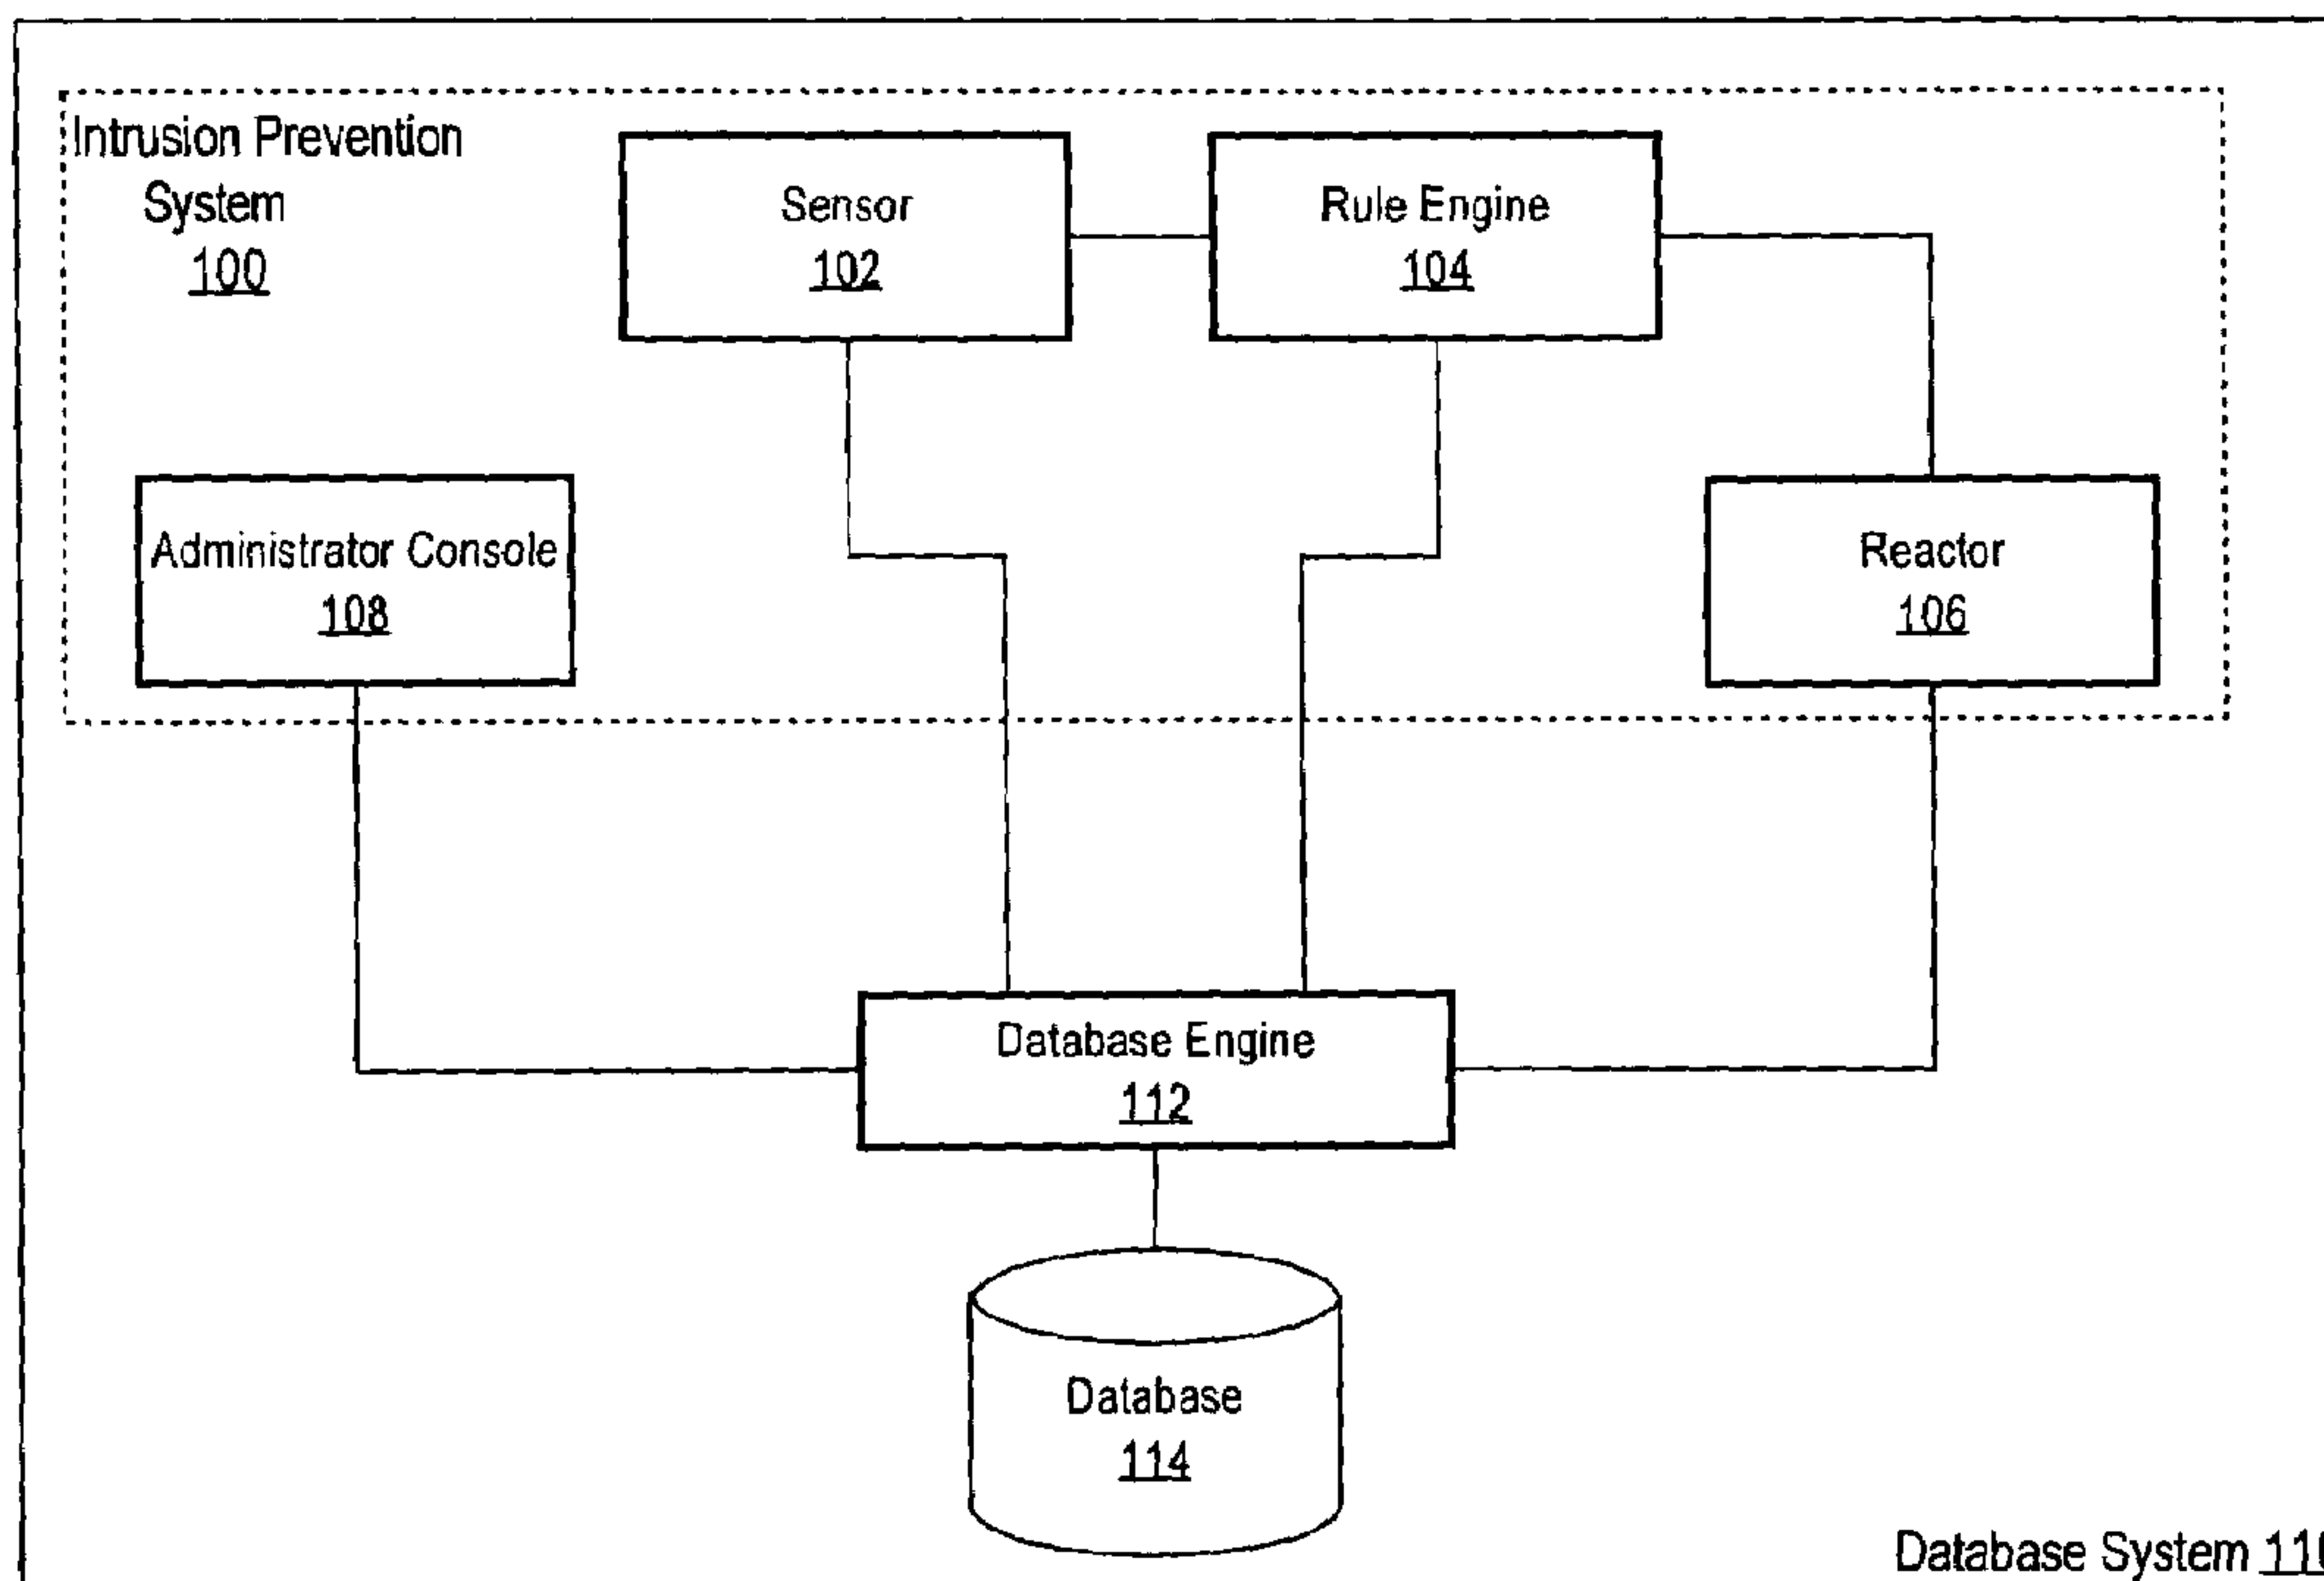 Intrusion Prevention
System
100
Sensor
102
Rule Engine
104
Administrator Console
108
Reactor
106
Database Engine
112
Database
114
Database System 110